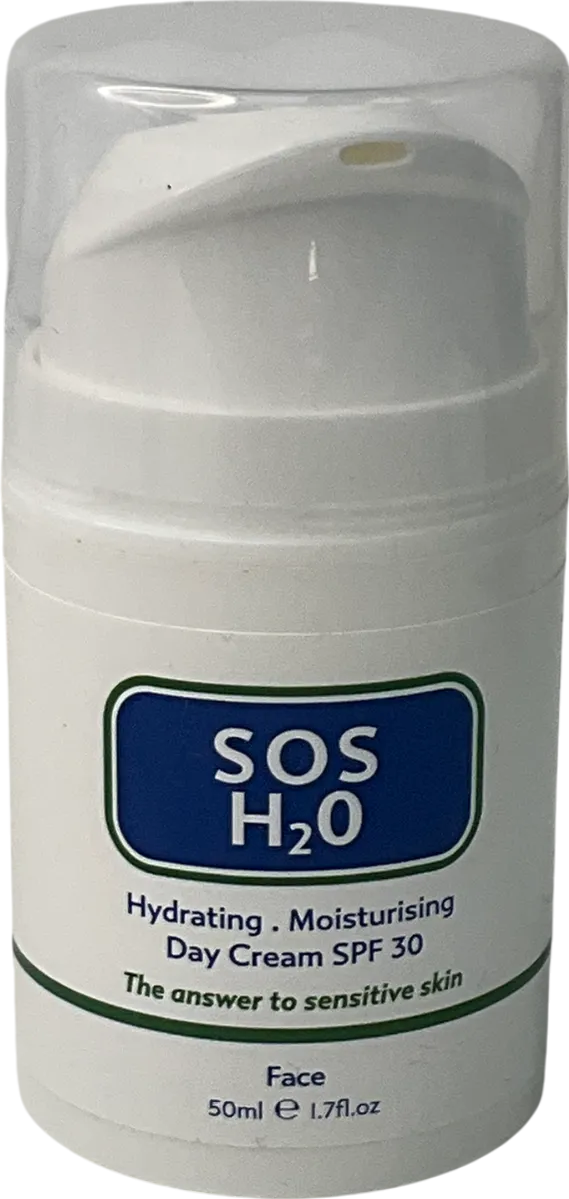 SOS
H₂0
Hydrating . Moisturising
Day Cream SPF 30
The answer to sensitive skin
Face
50ml ℮ 1.7fl.oz